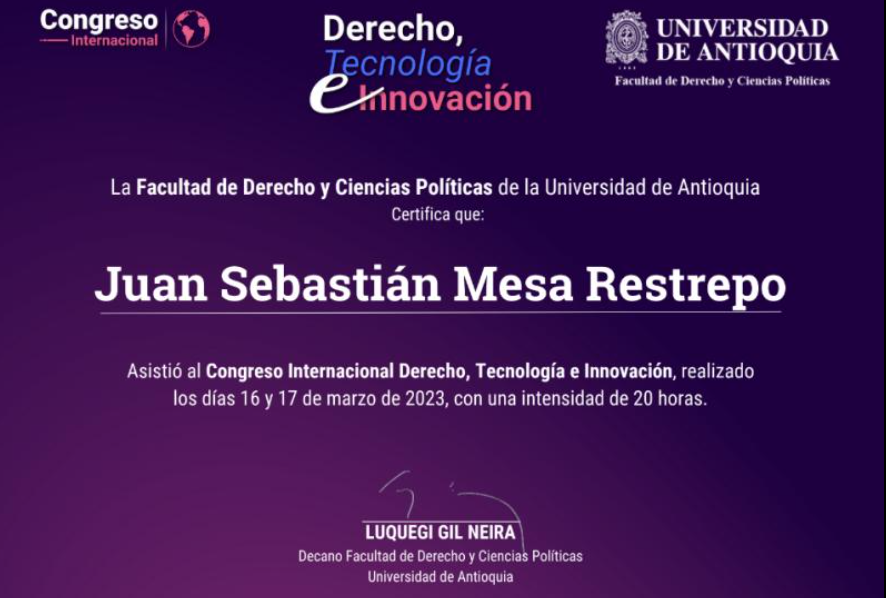 Congreso
Internacional
Derecho,
Tecnología
e Innovación
UNIVERSIDAD
DE ANTIOQUIA
1803
Facultad de Derecho y Ciencias Políticas
La Facultad de Derecho y Ciencias Políticas de la Universidad de Antioquia
Certifica que:
Juan Sebastián Mesa Restrepo
Asistió al Congreso Internacional Derecho, Tecnología e Innovación, realizado
los días 16 y 17 de marzo de 2023, con una intensidad de 20 horas.
LUQUEGI GIL NEIRA
Decano Facultad de Derecho y Ciencias Políticas
Universidad de Antioquia